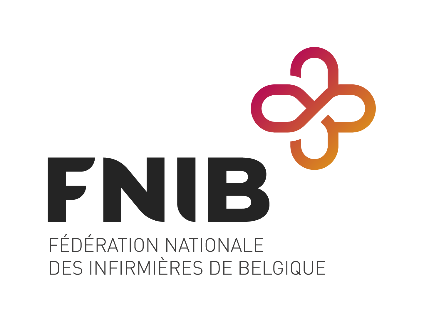 FNIB
FÉDÉRATION NATIONALE
DES INFIRMIÈRES DE BELGIQUE